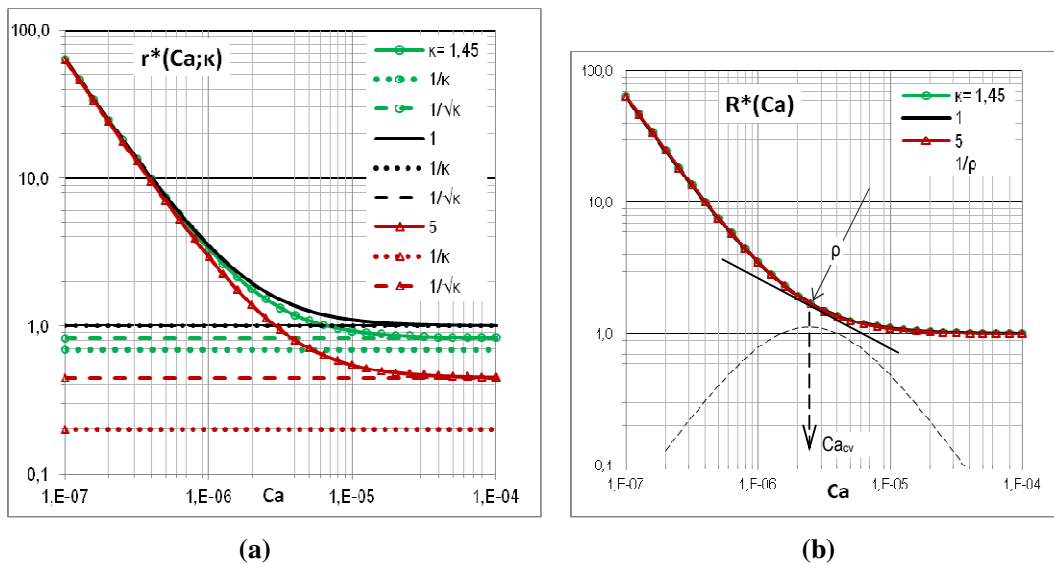 100,0
10,0
1,0
0,1
1,E-07
1,E-06
Ca
1,E-05
1,E-04
r*(Ca;κ)
κ= 1,45
1/κ
1/√κ
1
1/κ
1/√κ
5
1/κ
1/√κ
(a)
100,0
10,0
1,0
0,1
1,E-07
1,E-06
Ca
1,E-05
1,E-04
R*(Ca)
κ= 1,45
1
5
1/ρ
ρ
Cacv
(b)